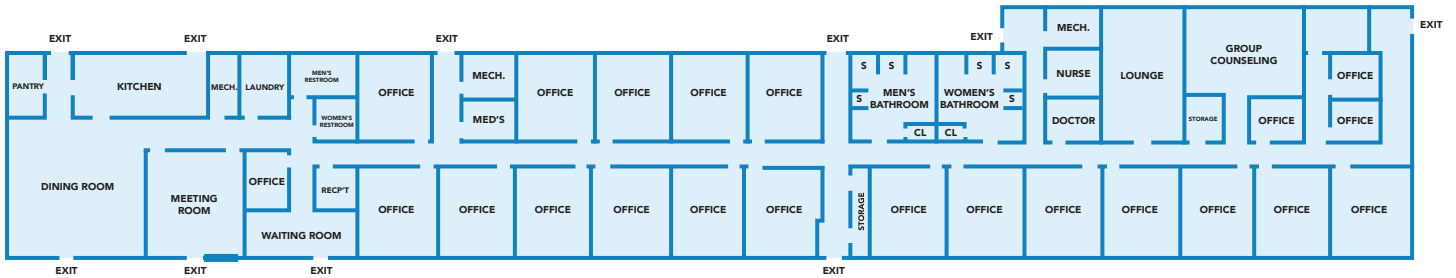 EXIT
EXIT
EXIT
EXIT
EXIT
EXIT
PANTRY
KITCHEN
MECH.
LAUNDRY
MEN'S
RESTROOM
WOMEN'S
RESTROOM
OFFICE
MECH.
MED'S
OFFICE
OFFICE
OFFICE
OFFICE
S
S
S
S
S
S
MEN'S
BATHROOM
WOMEN'S
BATHROOM
CL
CL
MECH.
NURSE
DOCTOR
LOUNGE
GROUP
COUNSELING
STORAGE
OFFICE
OFFICE
OFFICE
DINING ROOM
MEETING
ROOM
OFFICE
RECP'T
WAITING ROOM
OFFICE
OFFICE
OFFICE
OFFICE
OFFICE
OFFICE
STORAGE
OFFICE
OFFICE
OFFICE
OFFICE
OFFICE
OFFICE
OFFICE
EXIT
EXIT
EXIT
EXIT